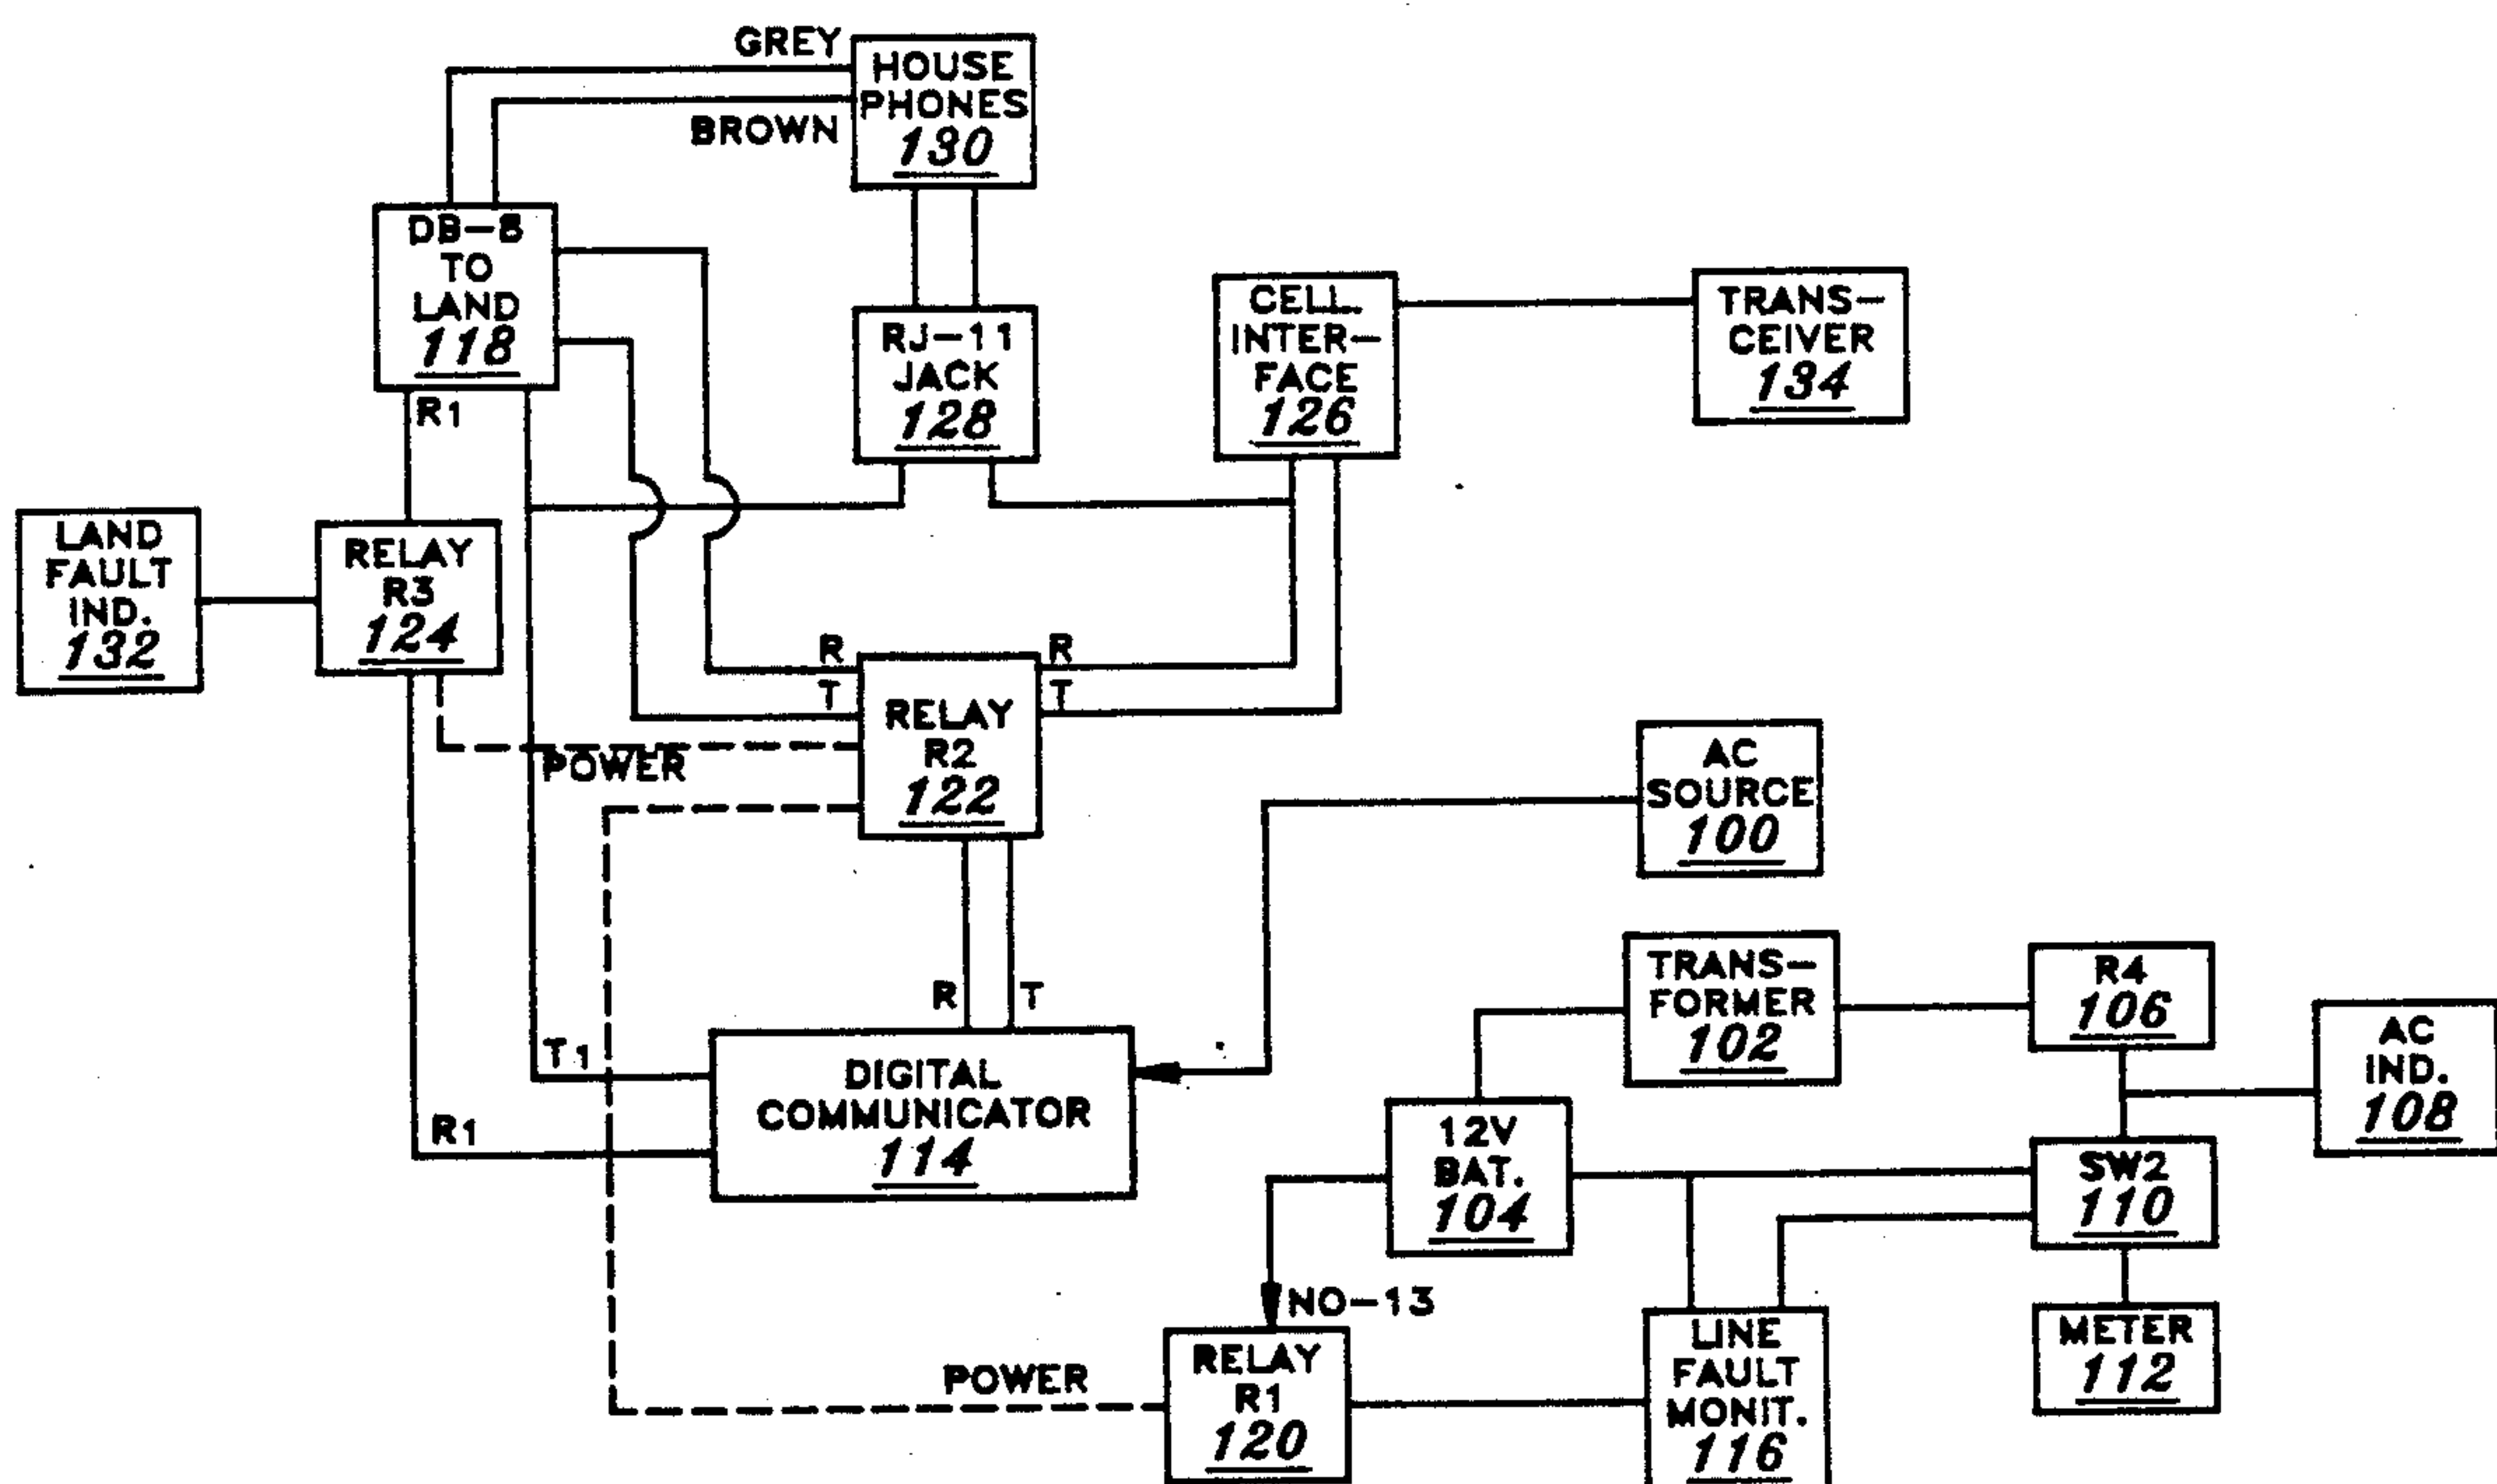 GREY
HOUSE
PHONES
130
BROWN
DB-8
TO
LAND
118
R1
RJ-11
JACK
128
CELL
INTER-
FACE
126
TRANS-
CEIVER
134
LAND
FAULT
IND.
132
RELAY
R3
124
R
T
R
T
RELAY
R2
122
POWER
AC
SOURCE
100
R
T
T1
R1
DIGITAL
COMMUNICATOR
114
TRANS-
FORMER
102
R4
106
AC
IND.
108
12V
BAT.
104
SW2
110
NO-13
METER
112
POWER
RELAY
R1
120
LINE
FAULT
MONIT.
116